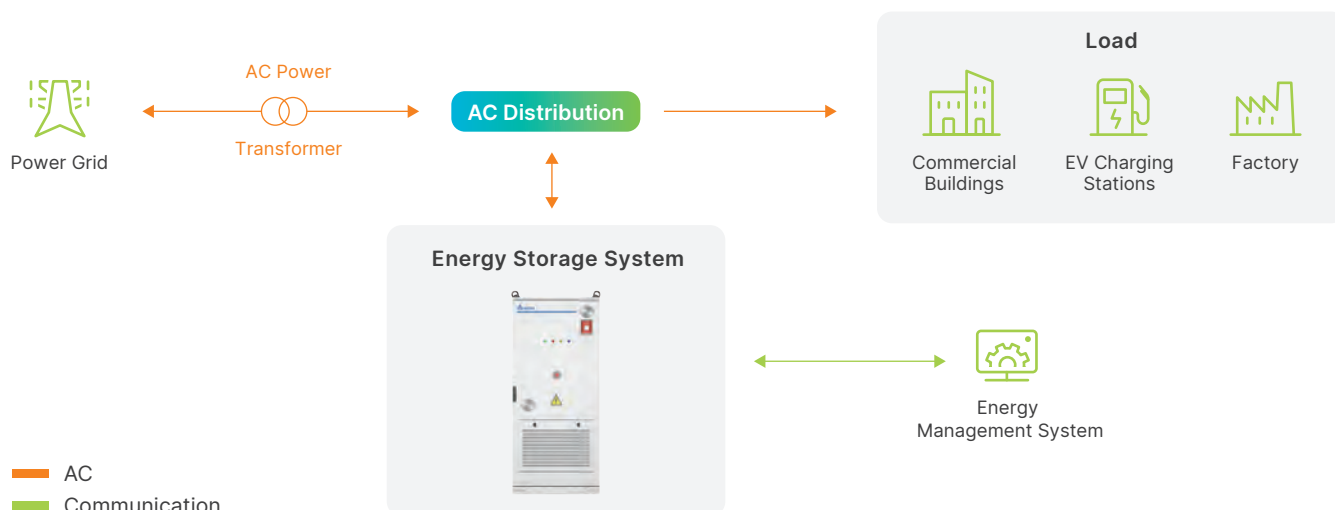 Load
AC Power
AC Distribution
Power Grid
Transformer
Commercial
Buildings
EV Charging
Stations
Factory
Energy Storage System
Energy
Management System
AC
Communication